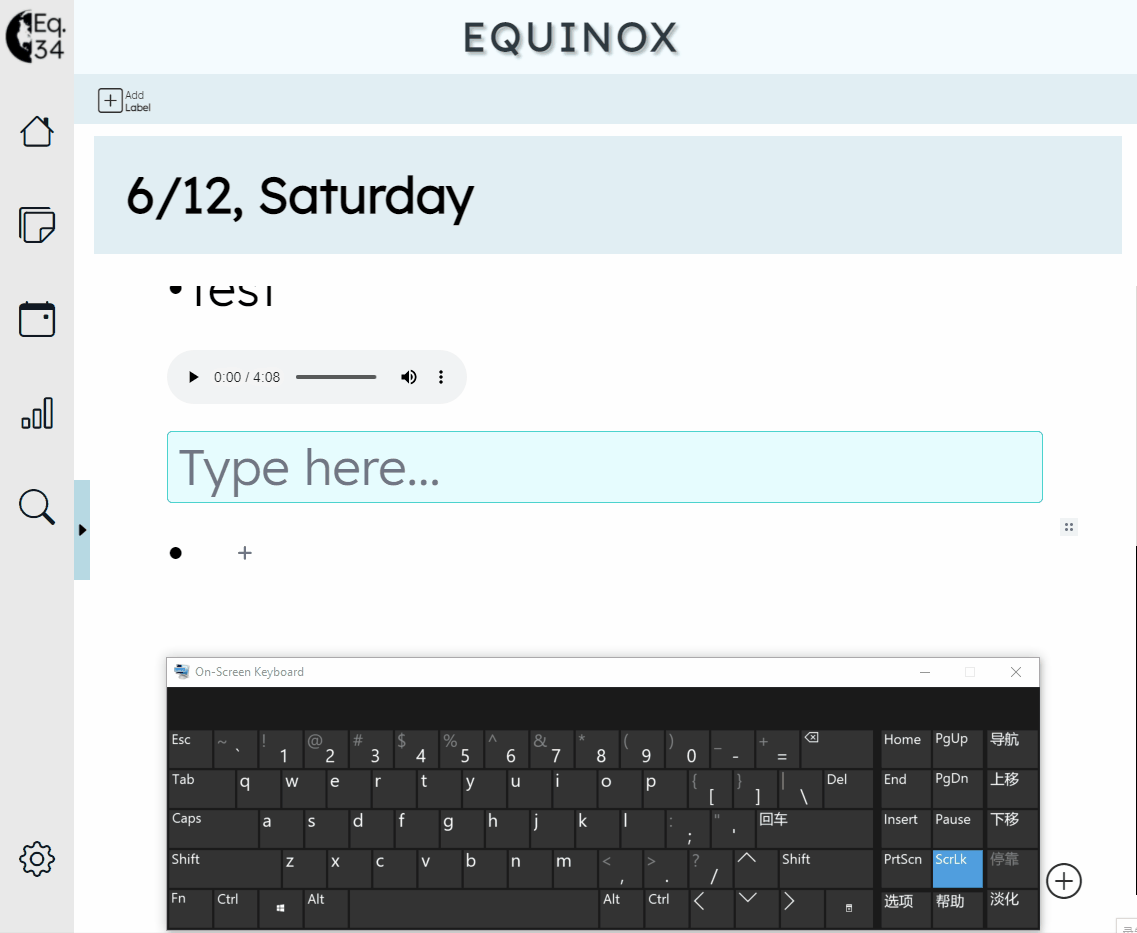 Eq.
34
EQUINOX
Add
Label
6/12, Saturday
Test
0:00 / 4:08
Type here...
On-Screen Keyboard
Esc ~ ` ! 1 @ 2 # 3 $ 4 % 5 ^ 6 & 7 * 8 ( 9 ) 0 _ - + = Home PgUp 导航
Tab q w e r t y u i o p { [ } ] | \ Del End PgDn 上移
Caps a s d f g h j k l : ; " ' 回车 Insert Pause 下移
Shift z x c v b n m < , > . ? / Shift PrtScn ScrLk 停靠
Fn Ctrl Alt Alt Ctrl 选项 帮助 淡化